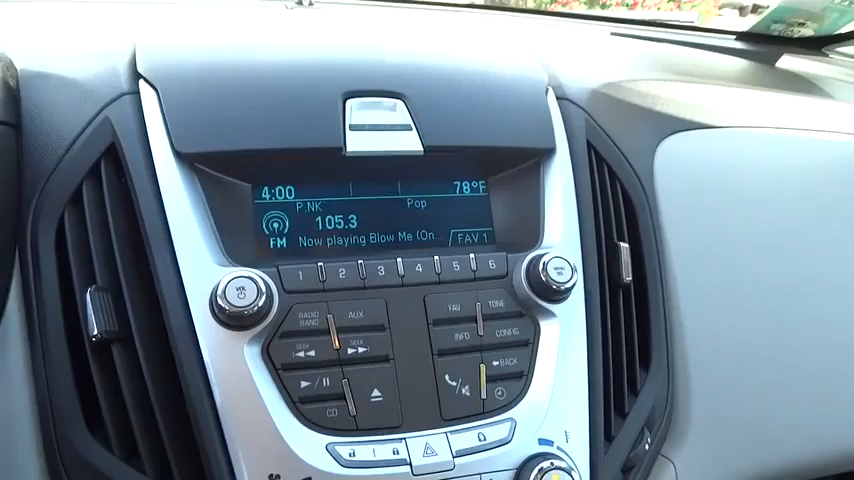 4:00 78°F
P!NK Pop
105.3
FM Now playing Blow Me (On... FAV 1
1 2 3 4 5 6
VOL
MENU
SEL
RADIO
BAND AUX
FAV TONE
SEEK SEEK
INFO CONFIG
BACK
CD